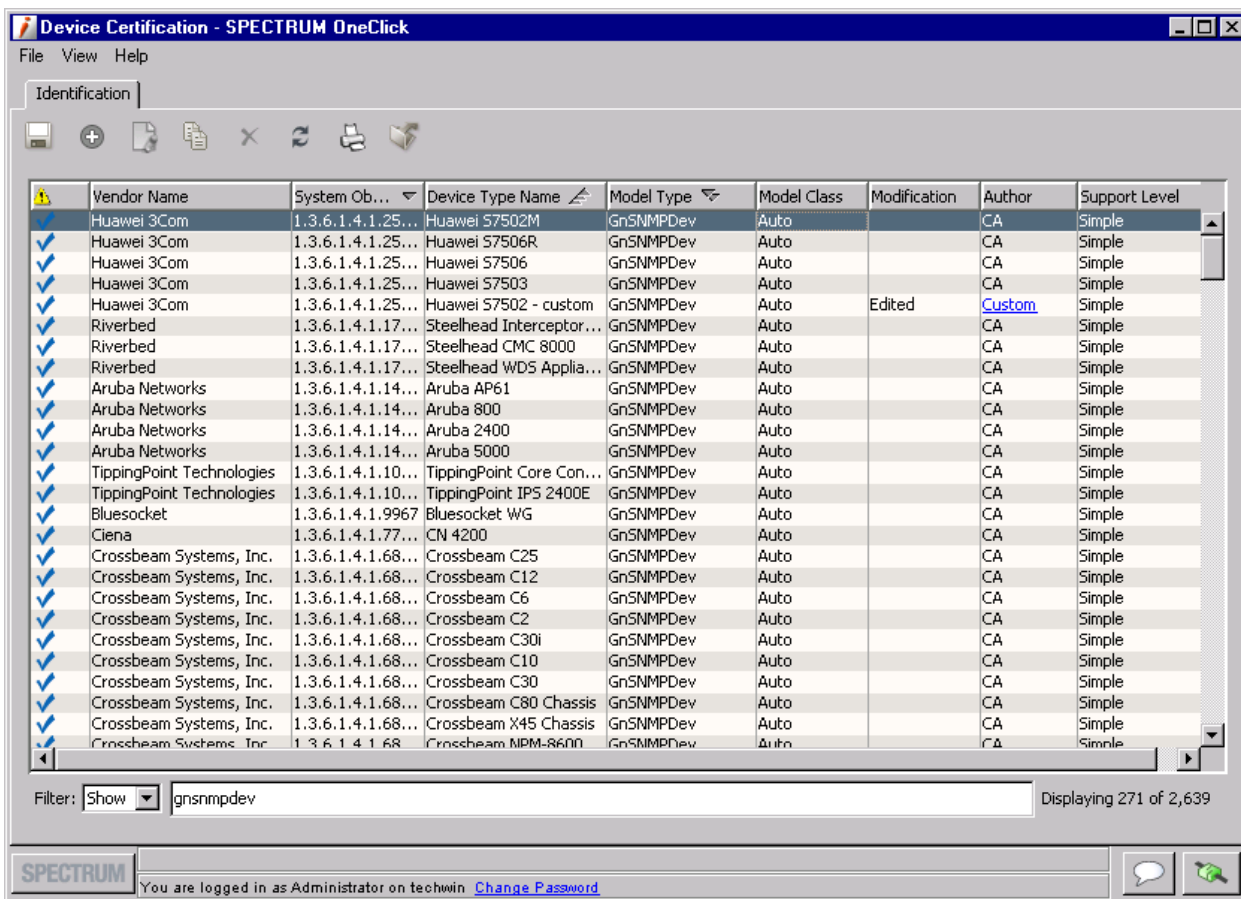 Device Certification - SPECTRUM OneClick
File View Help
Identification
Vendor Name System Ob... Device Type Name Model Type Model Class Modification Author Support Level
Huawei 3Com 1.3.6.1.4.1.25... Huawei S7502M GnSNMPDev Auto CA Simple
Huawei 3Com 1.3.6.1.4.1.25... Huawei S7506R GnSNMPDev Auto CA Simple
Huawei 3Com 1.3.6.1.4.1.25... Huawei S7506 GnSNMPDev Auto CA Simple
Huawei 3Com 1.3.6.1.4.1.25... Huawei S7503 GnSNMPDev Auto CA Simple
Huawei 3Com 1.3.6.1.4.1.25... Huawei S7502 - custom GnSNMPDev Auto Edited Custom Simple
Riverbed 1.3.6.1.4.1.17... Steelhead Interceptor... GnSNMPDev Auto CA Simple
Riverbed 1.3.6.1.4.1.17... Steelhead CMC 8000 GnSNMPDev Auto CA Simple
Riverbed 1.3.6.1.4.1.17... Steelhead WDS Applia... GnSNMPDev Auto CA Simple
Aruba Networks 1.3.6.1.4.1.14... Aruba AP61 GnSNMPDev Auto CA Simple
Aruba Networks 1.3.6.1.4.1.14... Aruba 800 GnSNMPDev Auto CA Simple
Aruba Networks 1.3.6.1.4.1.14... Aruba 2400 GnSNMPDev Auto CA Simple
Aruba Networks 1.3.6.1.4.1.14... Aruba 5000 GnSNMPDev Auto CA Simple
TippingPoint Technologies 1.3.6.1.4.1.10... TippingPoint Core Con... GnSNMPDev Auto CA Simple
TippingPoint Technologies 1.3.6.1.4.1.10... TippingPoint IPS 2400E GnSNMPDev Auto CA Simple
Bluesocket 1.3.6.1.4.1.9967 Bluesocket WG GnSNMPDev Auto CA Simple
Ciena 1.3.6.1.4.1.77... CN 4200 GnSNMPDev Auto CA Simple
Crossbeam Systems, Inc. 1.3.6.1.4.1.68... Crossbeam C25 GnSNMPDev Auto CA Simple
Crossbeam Systems, Inc. 1.3.6.1.4.1.68... Crossbeam C12 GnSNMPDev Auto CA Simple
Crossbeam Systems, Inc. 1.3.6.1.4.1.68... Crossbeam C6 GnSNMPDev Auto CA Simple
Crossbeam Systems, Inc. 1.3.6.1.4.1.68... Crossbeam C2 GnSNMPDev Auto CA Simple
Crossbeam Systems, Inc. 1.3.6.1.4.1.68... Crossbeam C30i GnSNMPDev Auto CA Simple
Crossbeam Systems, Inc. 1.3.6.1.4.1.68... Crossbeam C10 GnSNMPDev Auto CA Simple
Crossbeam Systems, Inc. 1.3.6.1.4.1.68... Crossbeam C30 GnSNMPDev Auto CA Simple
Crossbeam Systems, Inc. 1.3.6.1.4.1.68... Crossbeam C80 Chassis GnSNMPDev Auto CA Simple
Crossbeam Systems, Inc. 1.3.6.1.4.1.68... Crossbeam X45 Chassis GnSNMPDev Auto CA Simple
Crossbeam Systems, Inc. 1.3.6.1.4.1.68... Crossbeam NPM-8600 GnSNMPDev Auto CA Simple
Filter: Show gnsnmpdev Displaying 271 of 2,639
SPECTRUM
You are logged in as Administrator on techwin Change Password